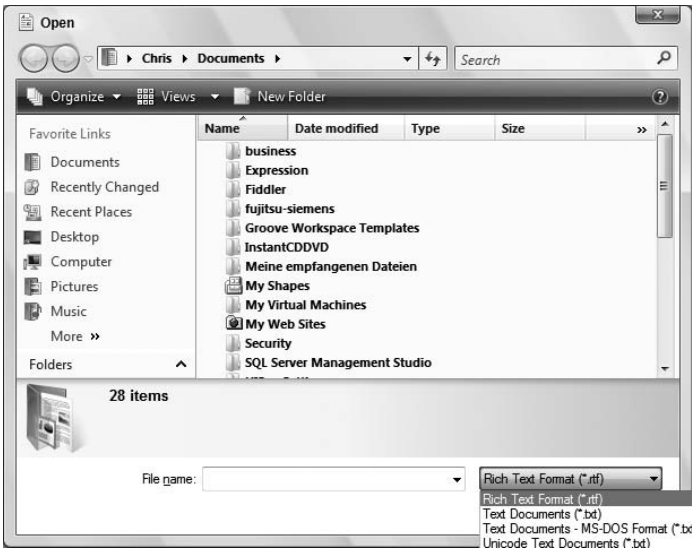 Open
Chris Documents
Search
Organize Views New Folder
Favorite Links
Documents
Recently Changed
Recent Places
Desktop
Computer
Pictures
Music
More »
Folders
Name Date modified Type Size »
business
Expression
Fiddler
fujitsu-siemens
Groove Workspace Templates
InstantCDDVD
Meine empfangenen Dateien
My Shapes
My Virtual Machines
My Web Sites
Security
SQL Server Management Studio
28 items
File name:
Rich Text Format (*.rtf)
Rich Text Format (*.rtf)
Text Documents (*.txt)
Text Documents - MS-DOS Format (*.tx
Unicode Text Documents (*.txt)